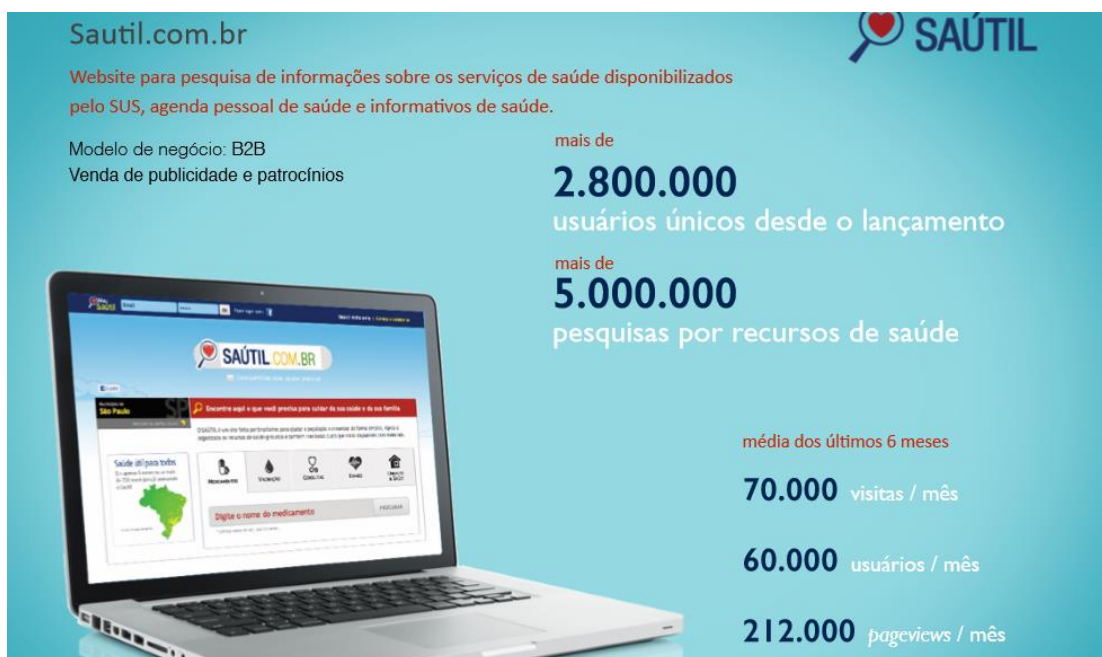 Sautil.com.br
SAÚTIL
Website para pesquisa de informações sobre os serviços de saúde disponibilizados
pelo SUS, agenda pessoal de saúde e informativos de saúde.
Modelo de negócio: B2B
Venda de publicidade e patrocínios
mais de
2.800.000
usuários únicos desde o lançamento
mais de
5.000.000
pesquisas por recursos de saúde
SAÚTIL.COM.BR
São Paulo
SP
Encontre aqui o que você precisa para cuidar da sua saúde e da sua família
Saúde útil para todos
Digite o nome do medicamento
média dos últimos 6 meses
70.000 visitas / mês
60.000 usuários / mês
212.000 pageviews / mês